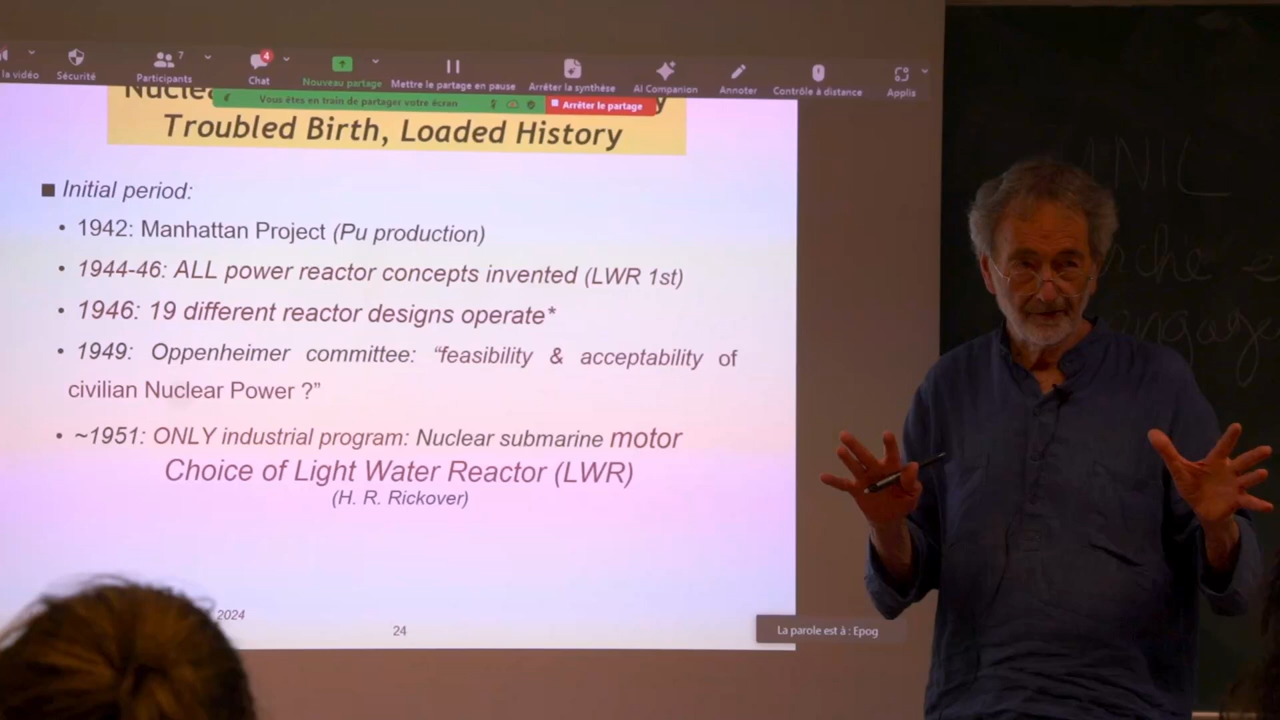 la vidéo
Sécurité
Participants 7
Chat 4
Nouveau partage
Mettre le partage en pause
Arrêter la synthèse
AI Companion
Annoter
Contrôle à distance
Applis
Vous êtes en train de partager votre écran
Arrêter le partage
Troubled Birth, Loaded History
Initial period:
• 1942: Manhattan Project (Pu production)
• 1944-46: ALL power reactor concepts invented (LWR 1st)
• 1946: 19 different reactor designs operate*
• 1949: Oppenheimer committee: “feasibility & acceptability of
civilian Nuclear Power ?”
• ~1951: ONLY industrial program: Nuclear submarine motor
Choice of Light Water Reactor (LWR)
(H. R. Rickover)
2024
24
La parole est à : Epog